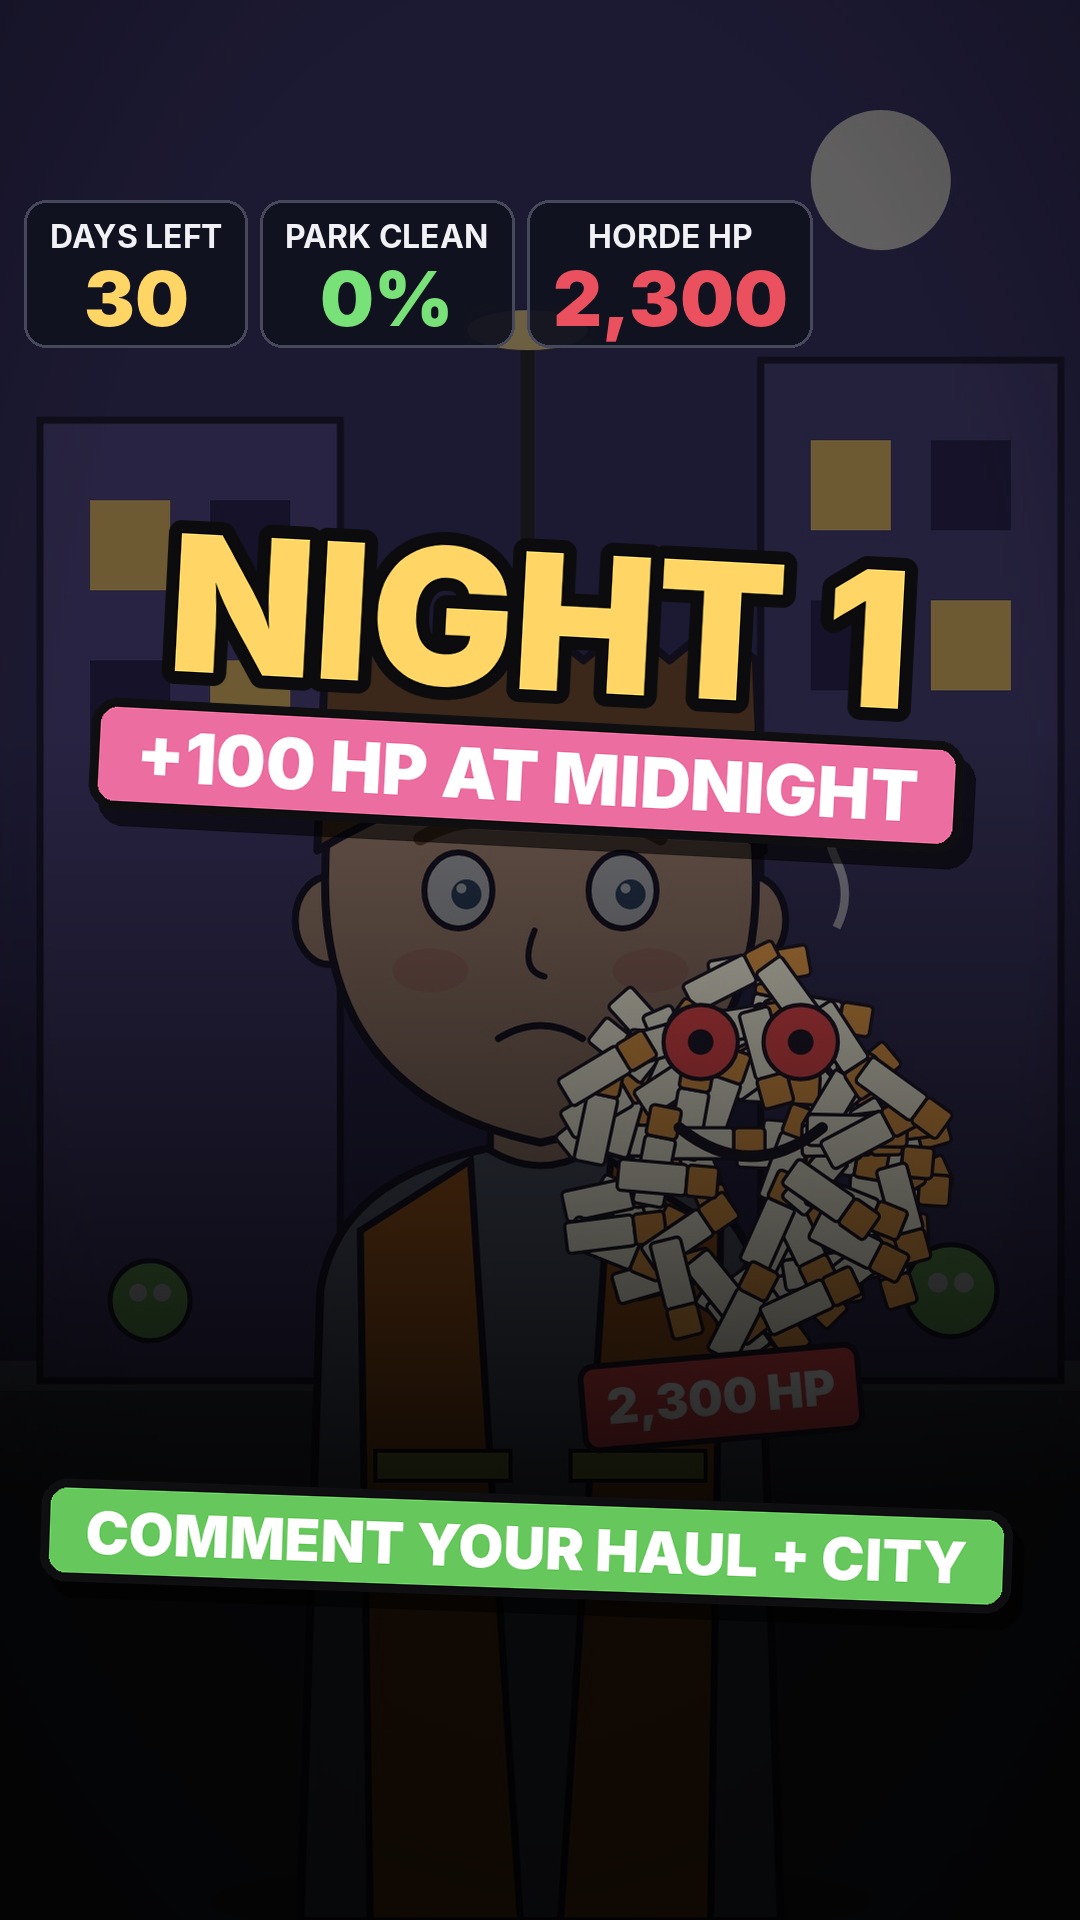 DAYS LEFT
30
PARK CLEAN
0%
HORDE HP
2,300
NIGHT 1
+100 HP AT MIDNIGHT
2,300 HP
COMMENT YOUR HAUL + CITY